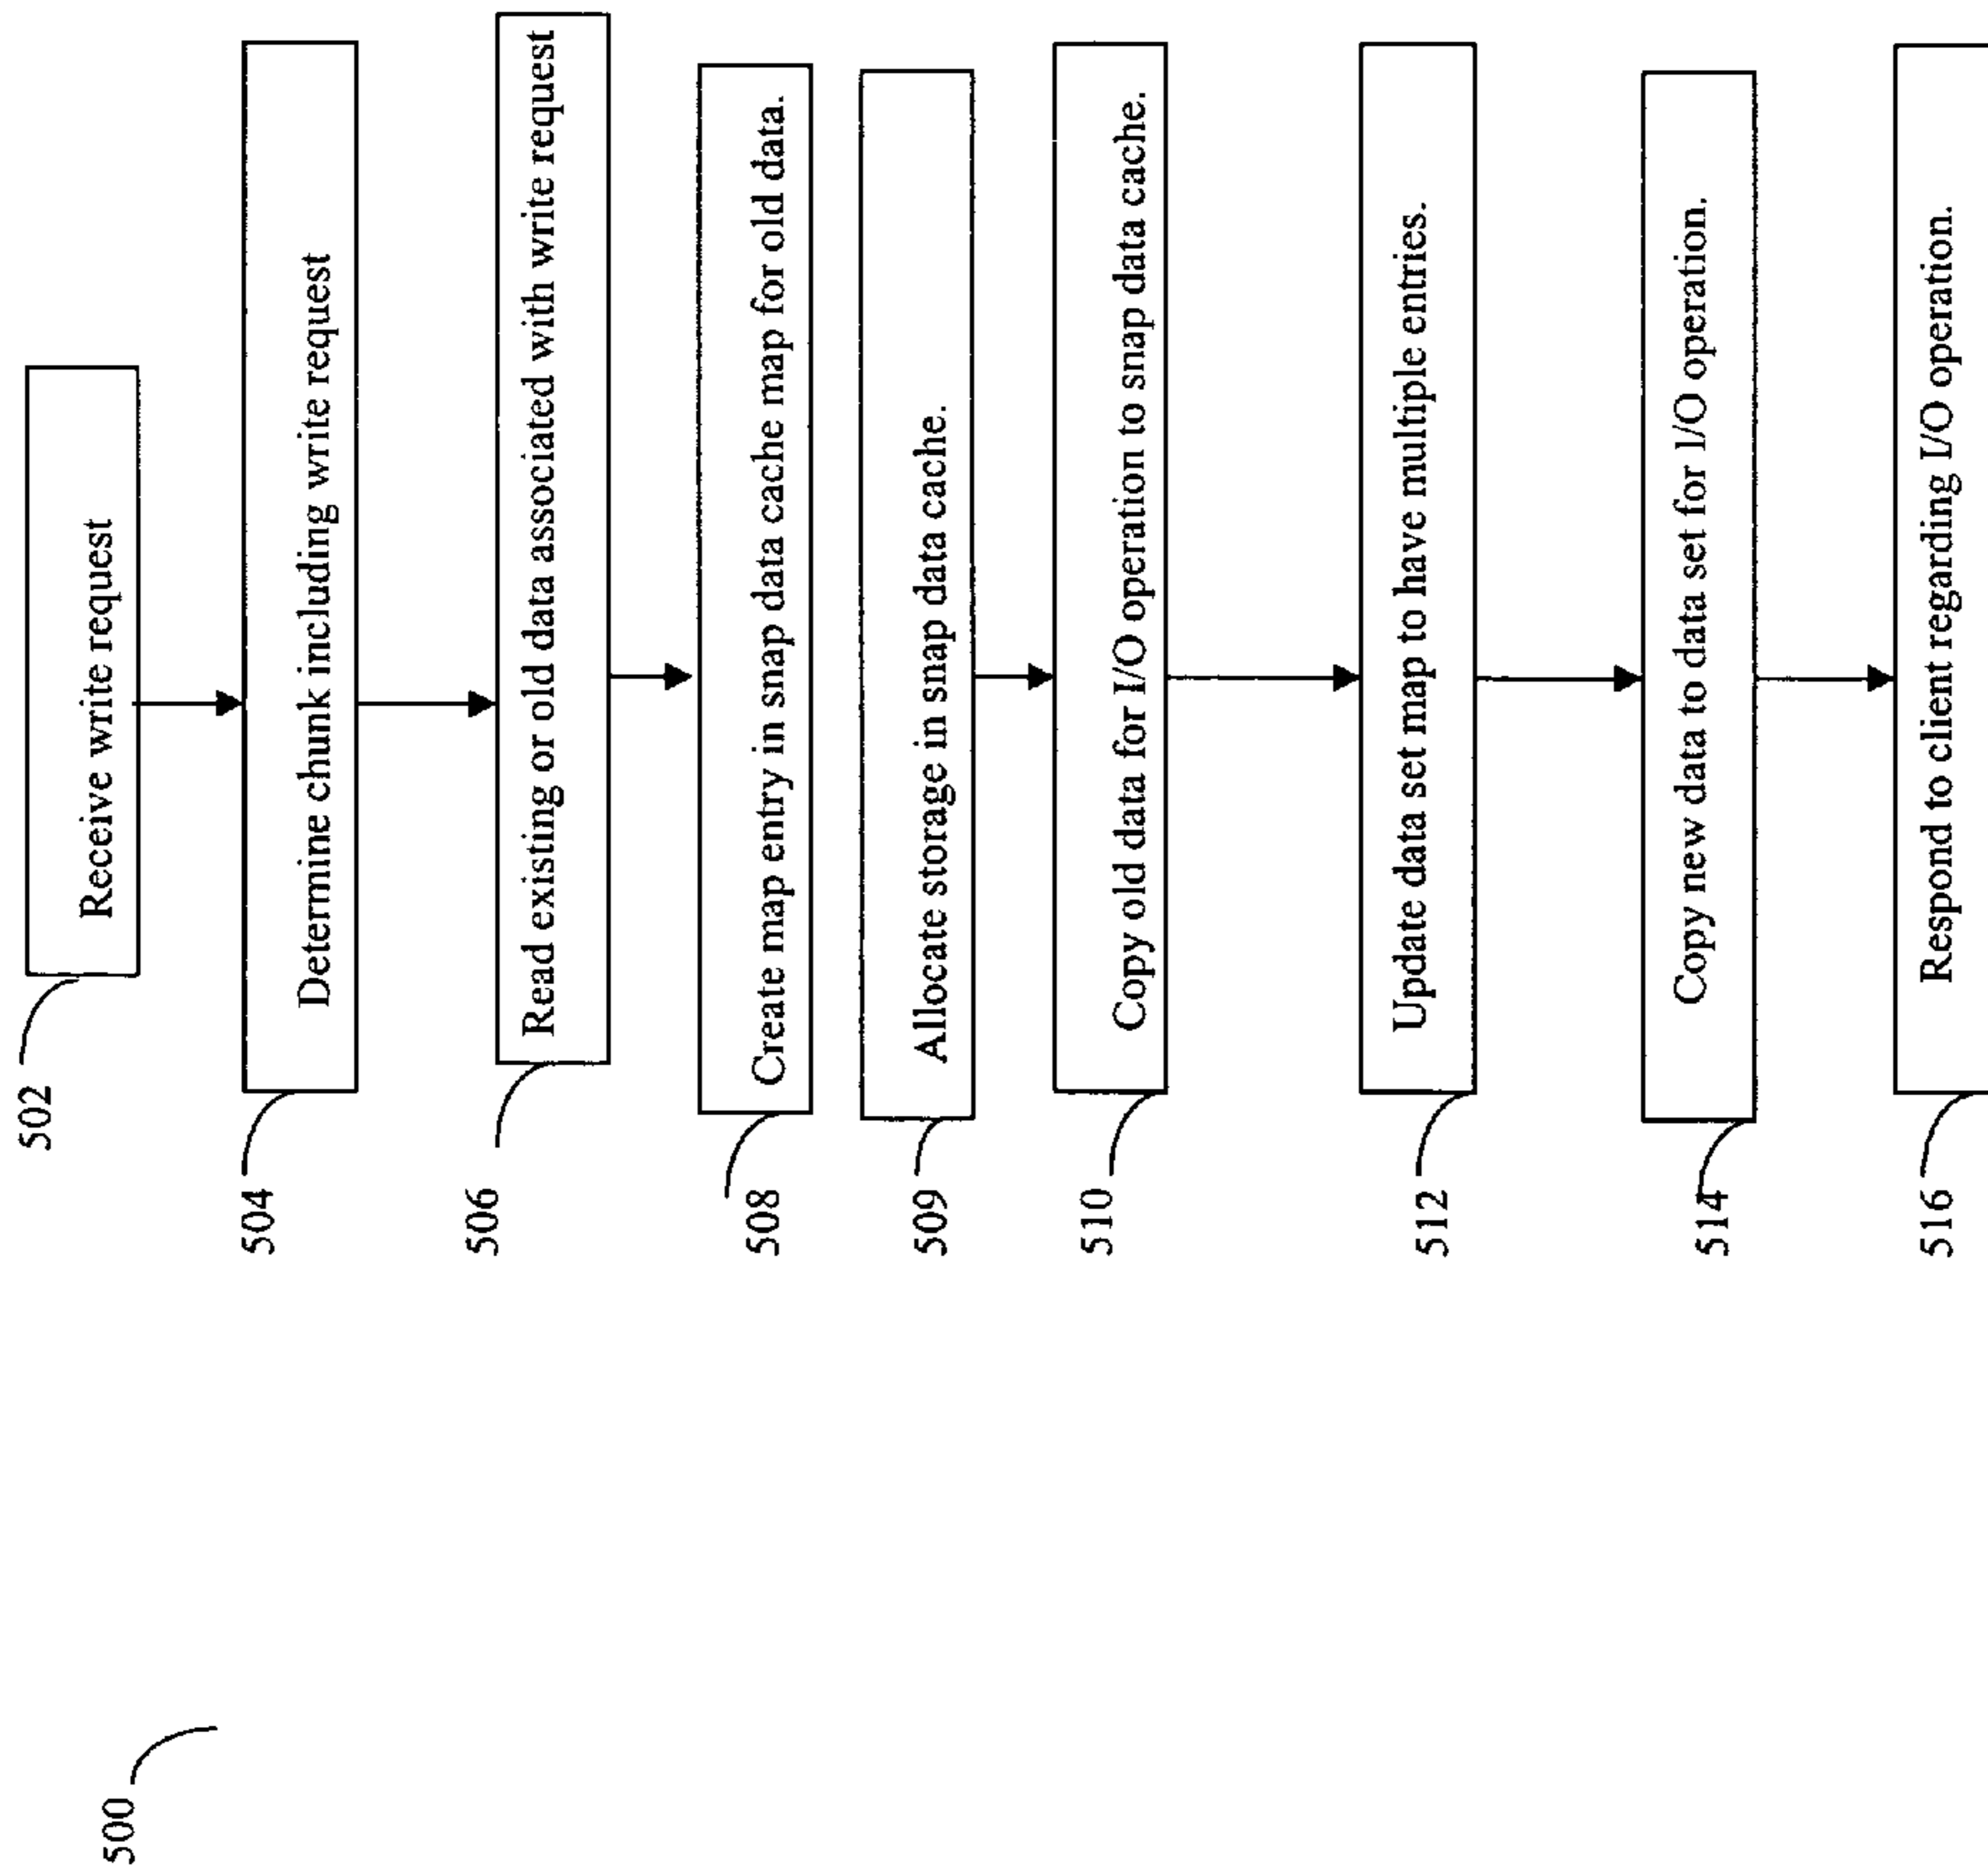 500
502
Receive write request
504
Determine chunk including write request
506
Read existing or old data associated with write request
508
Create map entry in snap data cache map for old data.
509
Allocate storage in snap data cache.
510
Copy old data for I/O operation to snap data cache.
512
Update data set map to have multiple entries.
514
Copy new data to data set for I/O operation.
516
Respond to client regarding I/O operation.